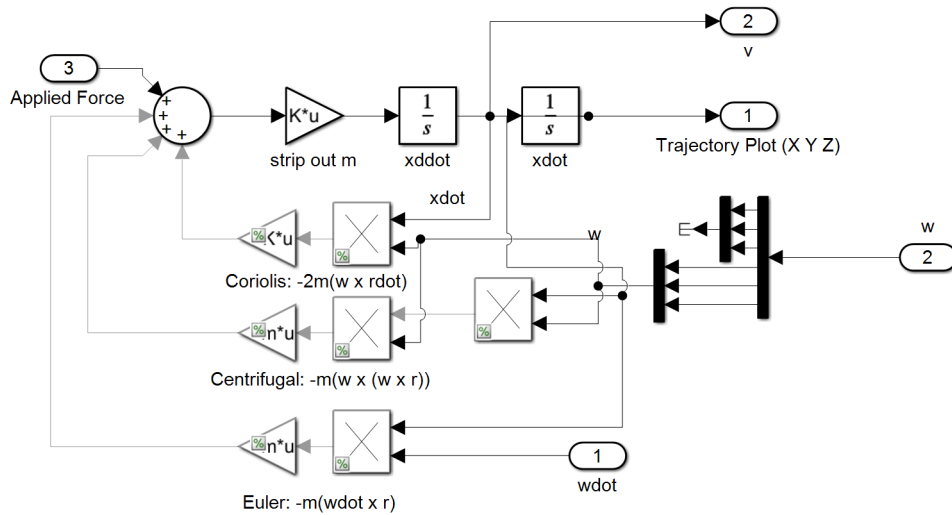 2
v
3
Applied Force
+
+
+
+
K*u
strip out m
1
s
xddot
1
s
xdot
1
Trajectory Plot (X Y Z)
xdot
%
K*u
%
Coriolis: -2m(w x rdot)
w
w
2
E
%
n*u
%
%
Centrifugal: -m(w x (w x r))
%
n*u
%
Euler: -m(wdot x r)
1
wdot